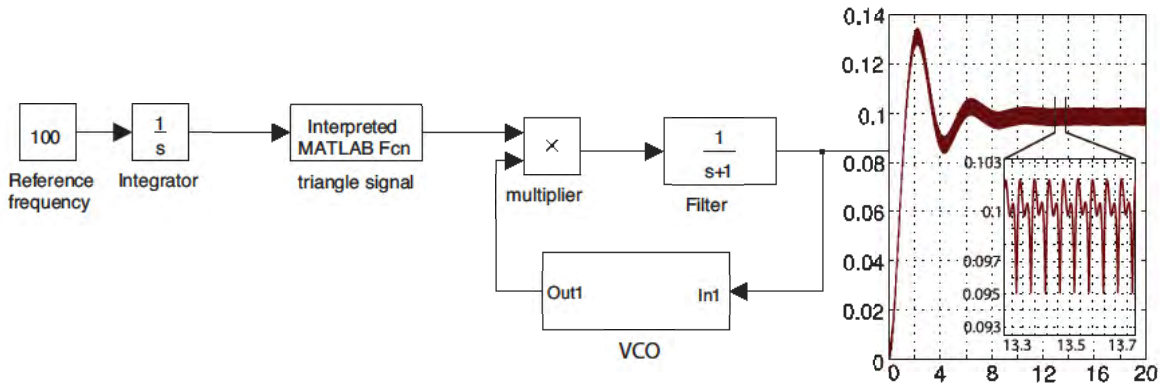 100
Reference
frequency
1
s
Integrator
Interpreted
MATLAB Fcn
triangle signal
×
multiplier
1
s+1
Filter
Out1
In1
VCO
0.14
0.12
0.1
0.08
0.06
0.04
0.02
0
0
4
8
12
16
20
0.103
0.1
0.097
0.095
0.093
13.3
13.5
13.7